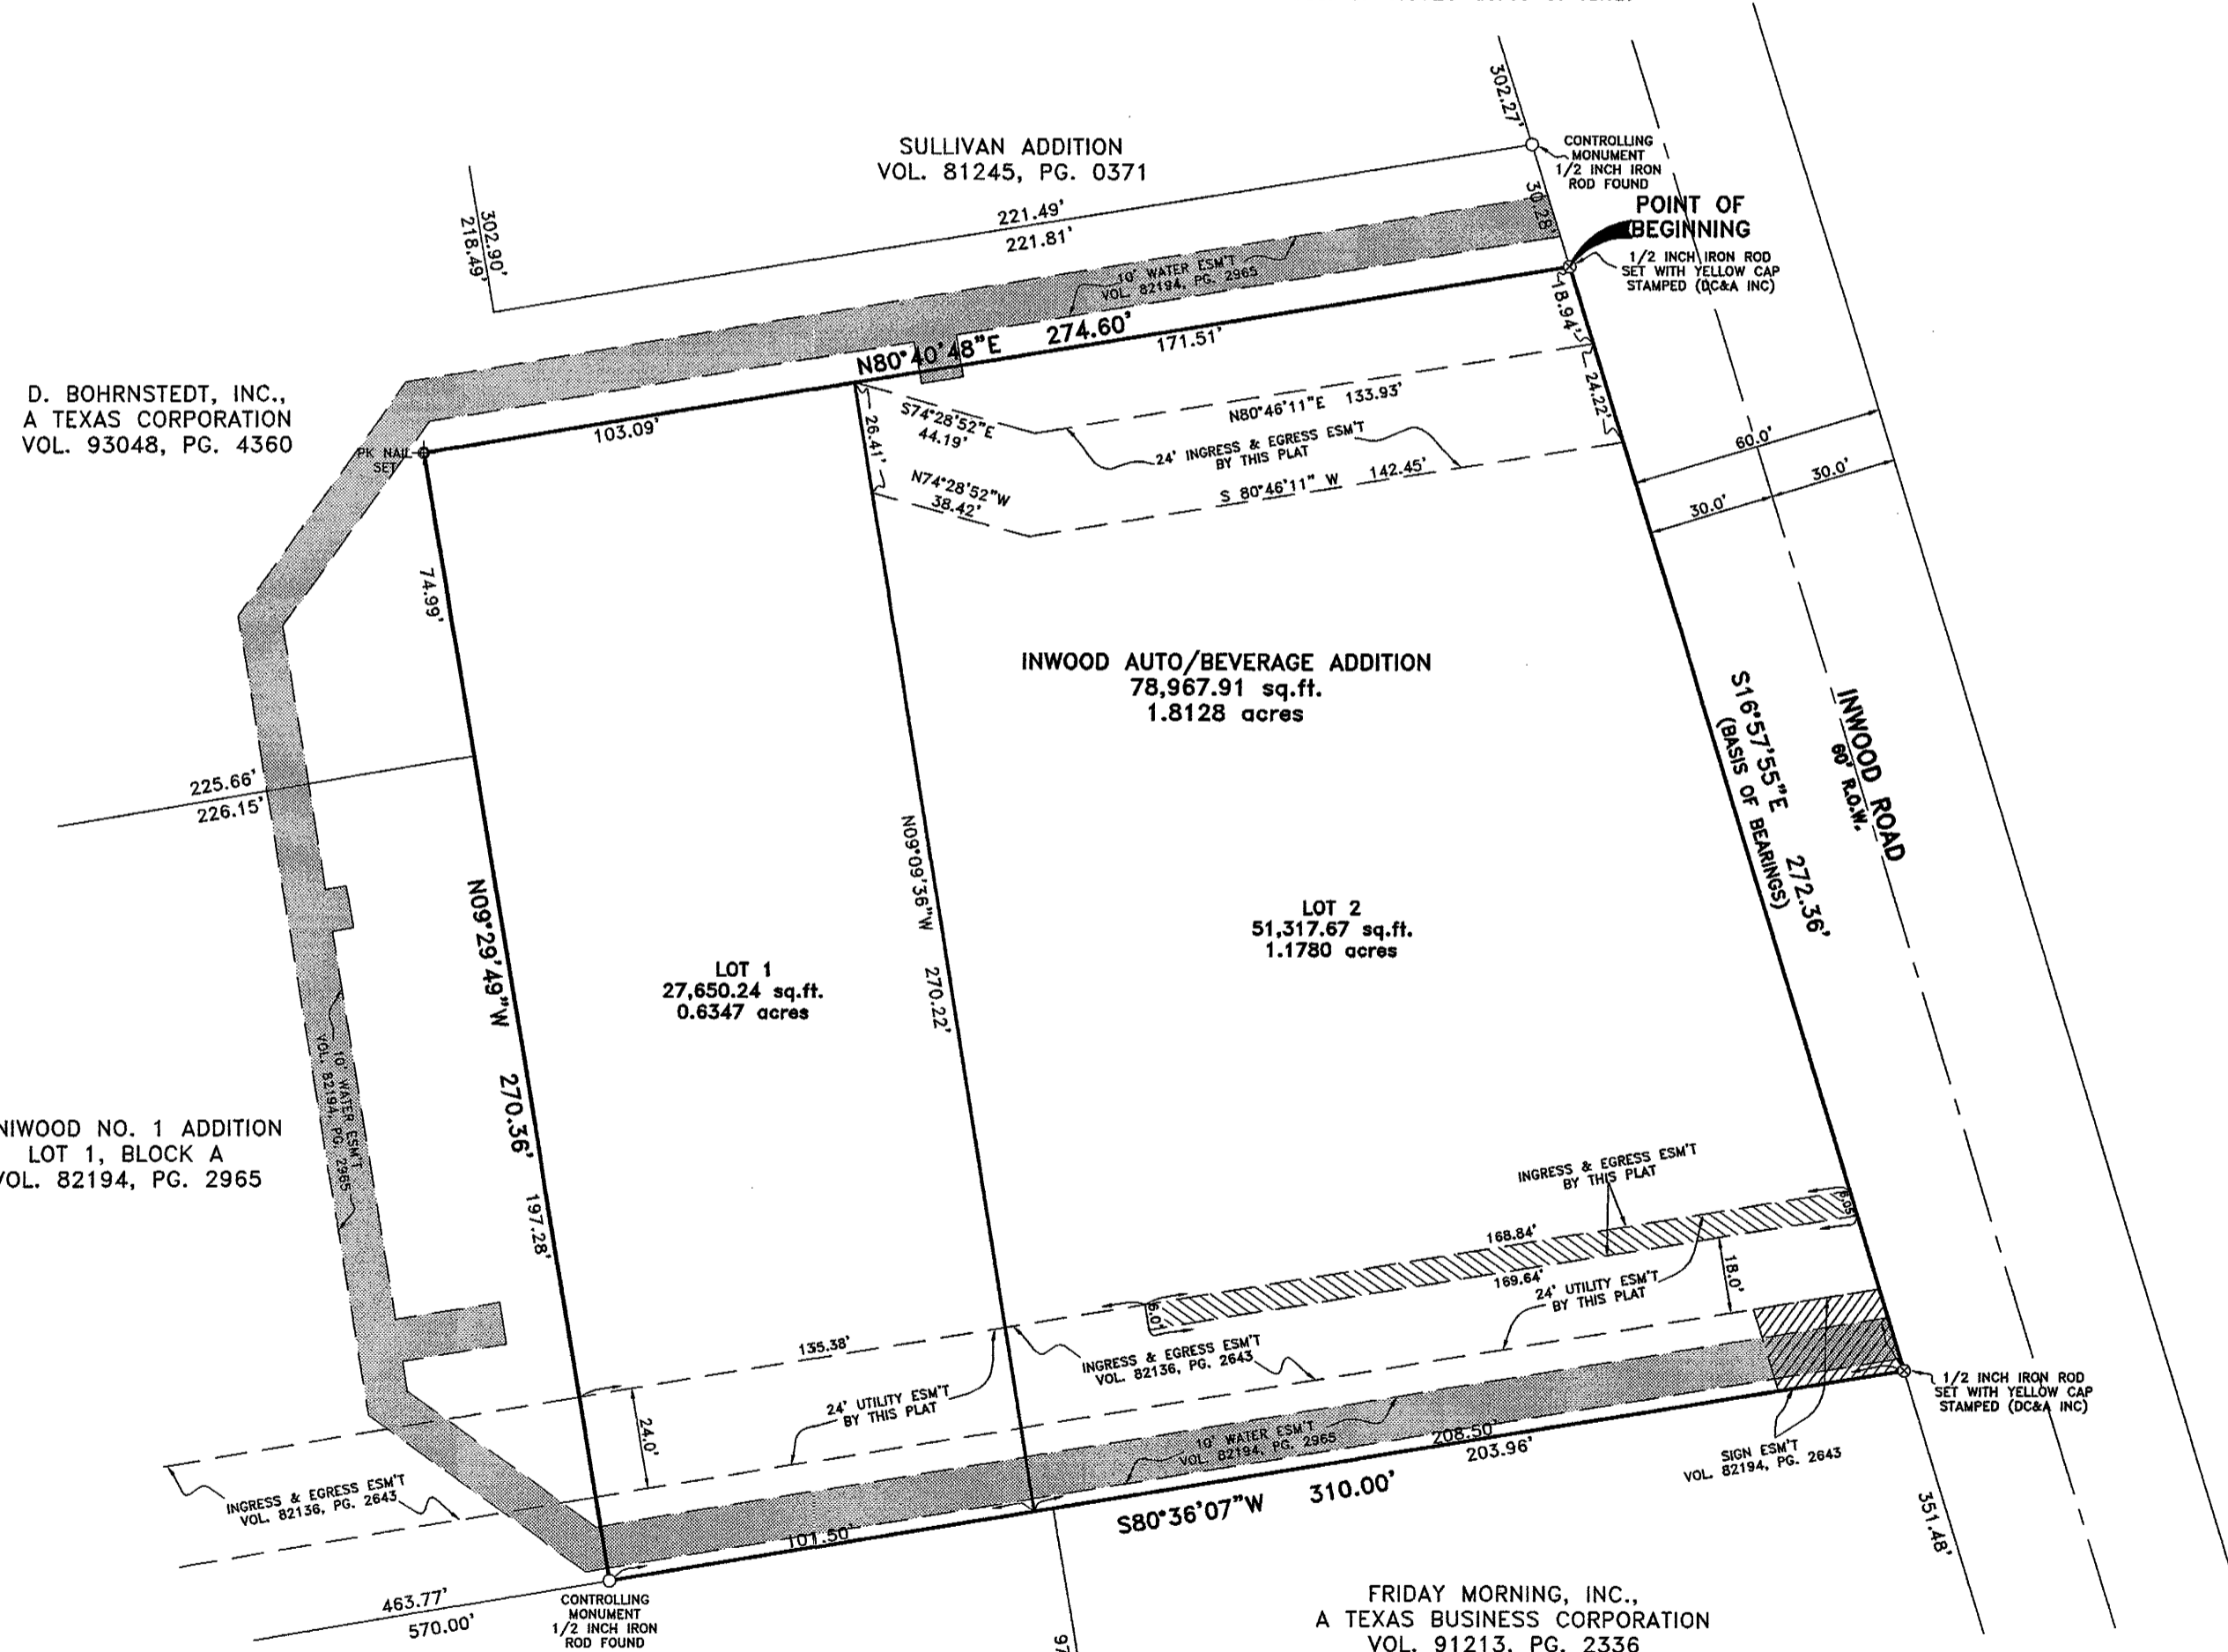 302.27'
CONTROLLING
MONUMENT
1/2 INCH IRON
ROD FOUND
SULLIVAN ADDITION
VOL. 81245, PG. 0371
221.49'
221.81'
302.90'
218.49'
30.28'
POINT OF
BEGINNING
1/2 INCH IRON ROD
SET WITH YELLOW CAP
STAMPED (DC&A INC)
10' WATER ESM'T
VOL. 82194, PG. 2965
N80°40'48"E 274.60'
171.51'
18.94'
24.22'
D. BOHRNSTEDT, INC.,
A TEXAS CORPORATION
VOL. 93048, PG. 4360
PK NAIL
SET
103.09'
26.41'
S74°28'52"E
44.19'
N80°46'11"E 133.93'
24' INGRESS & EGRESS ESM'T
BY THIS PLAT
N74°28'52"W
38.42'
S 80°46'11" W 142.45'
60.0'
30.0'
30.0'
74.99'
INWOOD AUTO/BEVERAGE ADDITION
78,967.91 sq.ft.
1.8128 acres
S16°57'55"E 272.36'
(BASIS OF BEARINGS)
INWOOD ROAD
60' R.O.W.
225.66'
226.15'
N09°29'49"W 270.36'
N09°09'36"W 270.22'
LOT 2
51,317.67 sq.ft.
1.1780 acres
LOT 1
27,650.24 sq.ft.
0.6347 acres
10' WATER ESM'T
VOL. 82194, PG. 2965
NIWOOD NO. 1 ADDITION
LOT 1, BLOCK A
VOL. 82194, PG. 2965
197.28'
INGRESS & EGRESS ESM'T
BY THIS PLAT
6.05'
168.84'
169.64'
18.0'
24' UTILITY ESM'T
BY THIS PLAT
6.01'
135.38'
INGRESS & EGRESS ESM'T
VOL. 82136, PG. 2643
24' UTILITY ESM'T
BY THIS PLAT
24.0'
10' WATER ESM'T
VOL. 82194, PG. 2965
208.50'
203.96'
1/2 INCH IRON ROD
SET WITH YELLOW CAP
STAMPED (DC&A INC)
SIGN ESM'T
VOL. 82194, PG. 2643
INGRESS & EGRESS ESM'T
VOL. 82136, PG. 2643
S80°36'07"W 310.00'
101.50'
351.48'
463.77'
570.00'
CONTROLLING
MONUMENT
1/2 INCH IRON
ROD FOUND
97
FRIDAY MORNING, INC.,
A TEXAS BUSINESS CORPORATION
VOL. 91213, PG. 2336